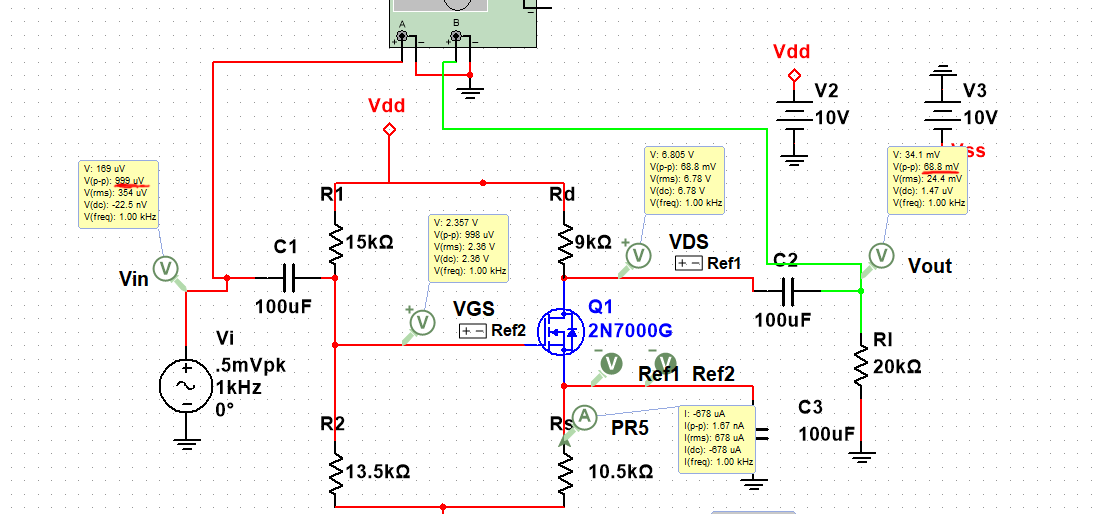 A
B
+ −
+ −
Vdd
Vdd
V2
10V
V3
10V
Vss
V: 169 uV
V(p-p): 999 uV
V(rms): 354 uV
V(dc): -22.5 nV
V(freq): 1.00 kHz
V: 6.805 V
V(p-p): 68.8 mV
V(rms): 6.78 V
V(dc): 6.78 V
V(freq): 1.00 kHz
V: 34.1 mV
V(p-p): 68.8 mV
V(rms): 24.4 mV
V(dc): 1.47 uV
V(freq): 1.00 kHz
V: 2.357 V
V(p-p): 998 uV
V(rms): 2.36 V
V(dc): 2.36 V
V(freq): 1.00 kHz
R1
15kΩ
Rd
9kΩ
C1
100uF
Vin
V
VGS
+ − Ref2
V
+
VDS
+ − Ref1
V
+
C2
100uF
Vout
V
Q1
2N7000G
Vi
.5mVpk
1kHz
0°
V
V
Ref1
Ref2
Rl
20kΩ
R2
13.5kΩ
Rs
10.5kΩ
A
PR5
I: -678 uA
I(p-p): 1.67 nA
I(rms): 678 uA
I(dc): -678 uA
I(freq): 1.00 kHz
C3
100uF